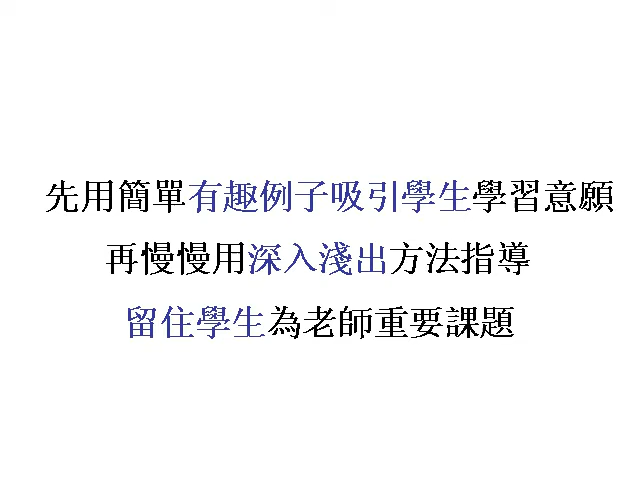 先用簡單有趣例子吸引學生學習意願
再慢慢用深入淺出方法指導
留住學生為老師重要課題